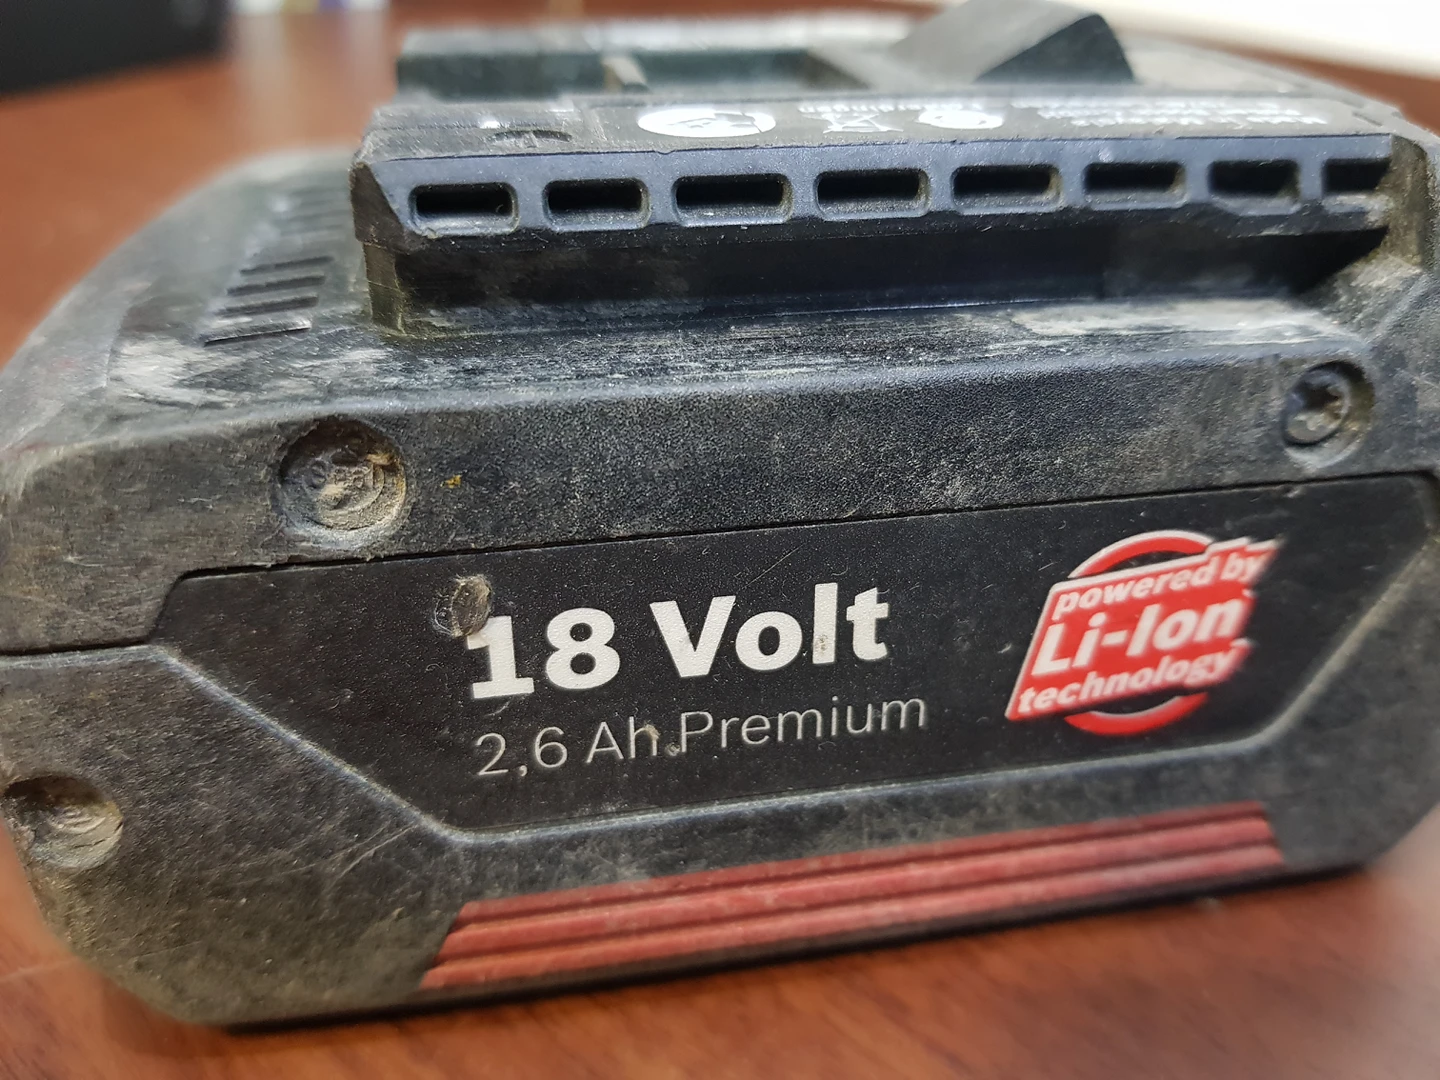 18 Volt
2,6 Ah Premium
powered by
Li-Ion
technology